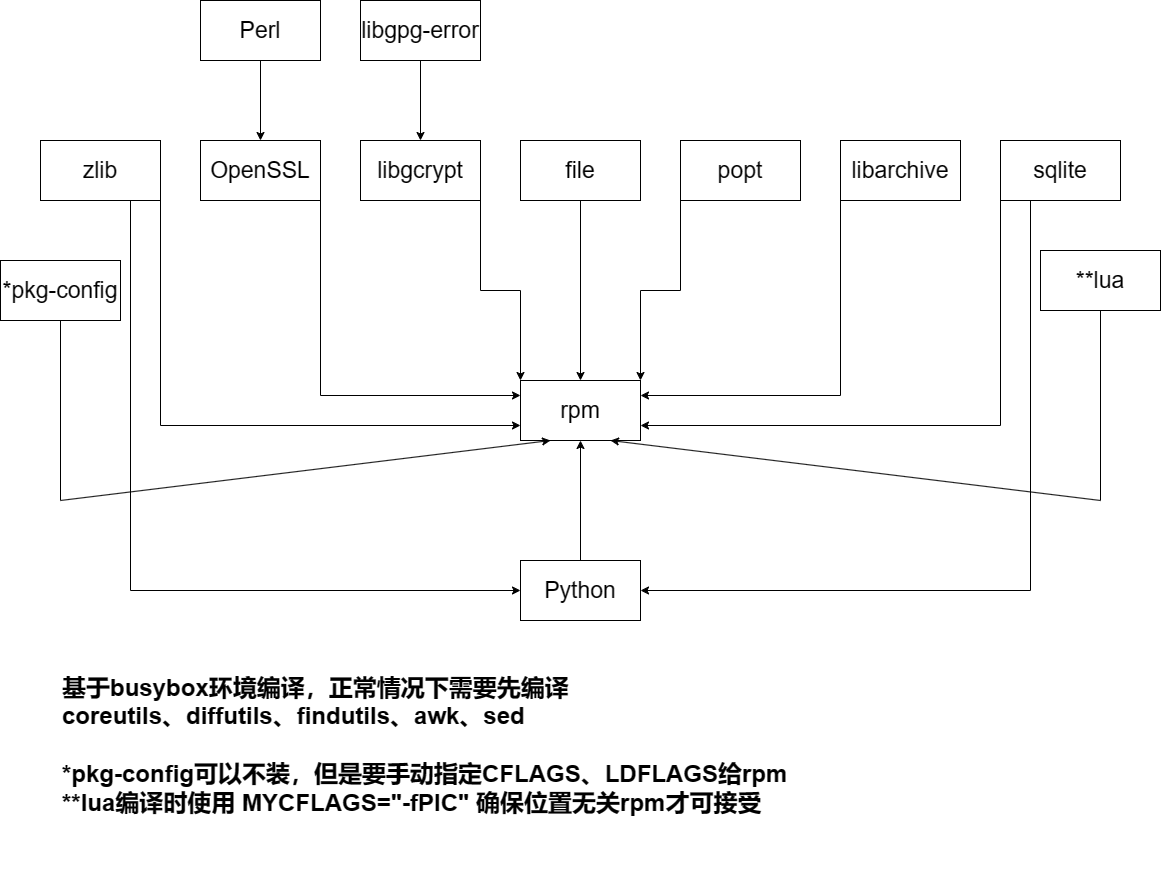 Perl
libgpg-error
zlib
OpenSSL
libgcrypt
file
popt
libarchive
sqlite
*pkg-config
**lua
rpm
Python
基于busybox环境编译，正常情况下需要先编译
coreutils、diffutils、findutils、awk、sed
*pkg-config可以不装，但是要手动指定CFLAGS、LDFLAGS给rpm
**lua编译时使用 MYCFLAGS="-fPIC" 确保位置无关rpm才可接受